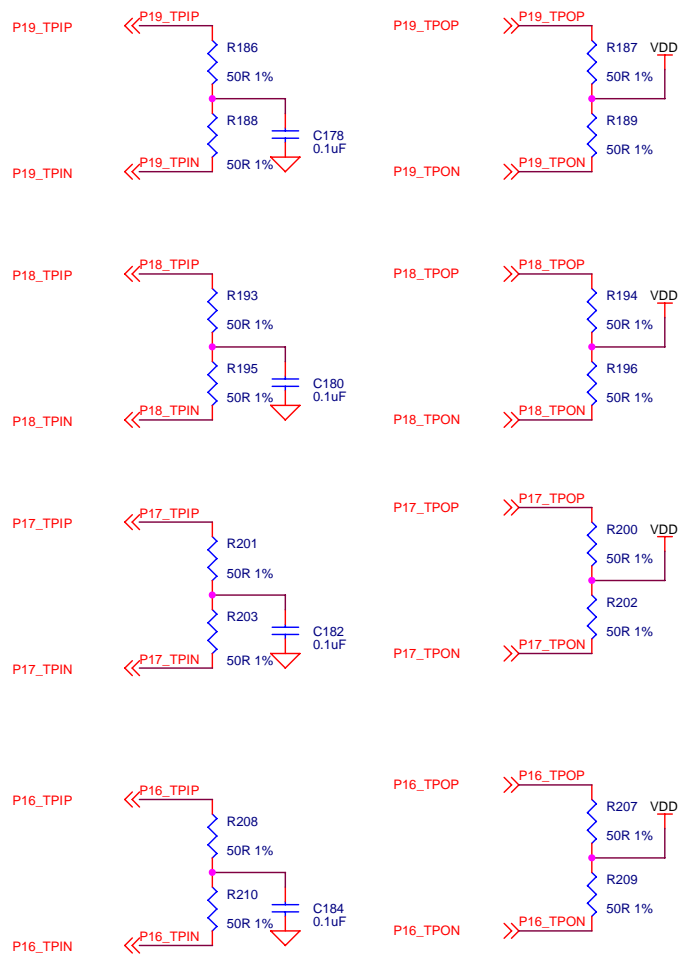 P19_TPIP
P19_TPIP
R186
50R 1%
R188
50R 1%
C178
0.1uF
P19_TPIN
P19_TPIN
P19_TPOP
P19_TPOP
R187
VDD
50R 1%
R189
50R 1%
P19_TPON
P19_TPON
P18_TPIP
P18_TPIP
R193
50R 1%
R195
50R 1%
C180
0.1uF
P18_TPIN
P18_TPIN
P18_TPOP
P18_TPOP
R194
VDD
50R 1%
R196
50R 1%
P18_TPON
P18_TPON
P17_TPIP
P17_TPIP
R201
50R 1%
R203
50R 1%
C182
0.1uF
P17_TPIN
P17_TPIN
P17_TPOP
P17_TPOP
R200
VDD
50R 1%
R202
50R 1%
P17_TPON
P17_TPON
P16_TPIP
P16_TPIP
R208
50R 1%
R210
50R 1%
C184
0.1uF
P16_TPIN
P16_TPIN
P16_TPOP
P16_TPOP
R207
VDD
50R 1%
R209
50R 1%
P16_TPON
P16_TPON